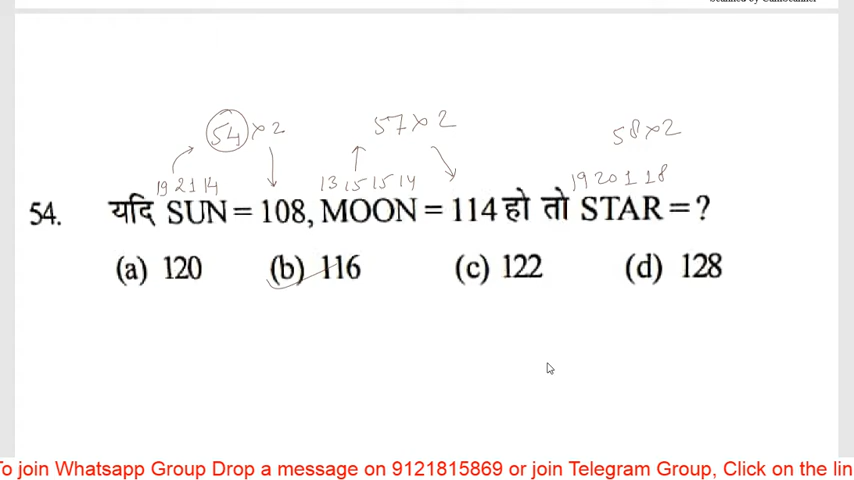 54 × 2 57 × 2 58 × 2
19 21 14 13 15 15 14 19 20 1 18
54. यदि SUN = 108, MOON = 114 हो तो STAR = ?
(a) 120 (b) 116 (c) 122 (d) 128
To join Whatsapp Group Drop a message on 9121815869 or join Telegram Group, Click on the lin